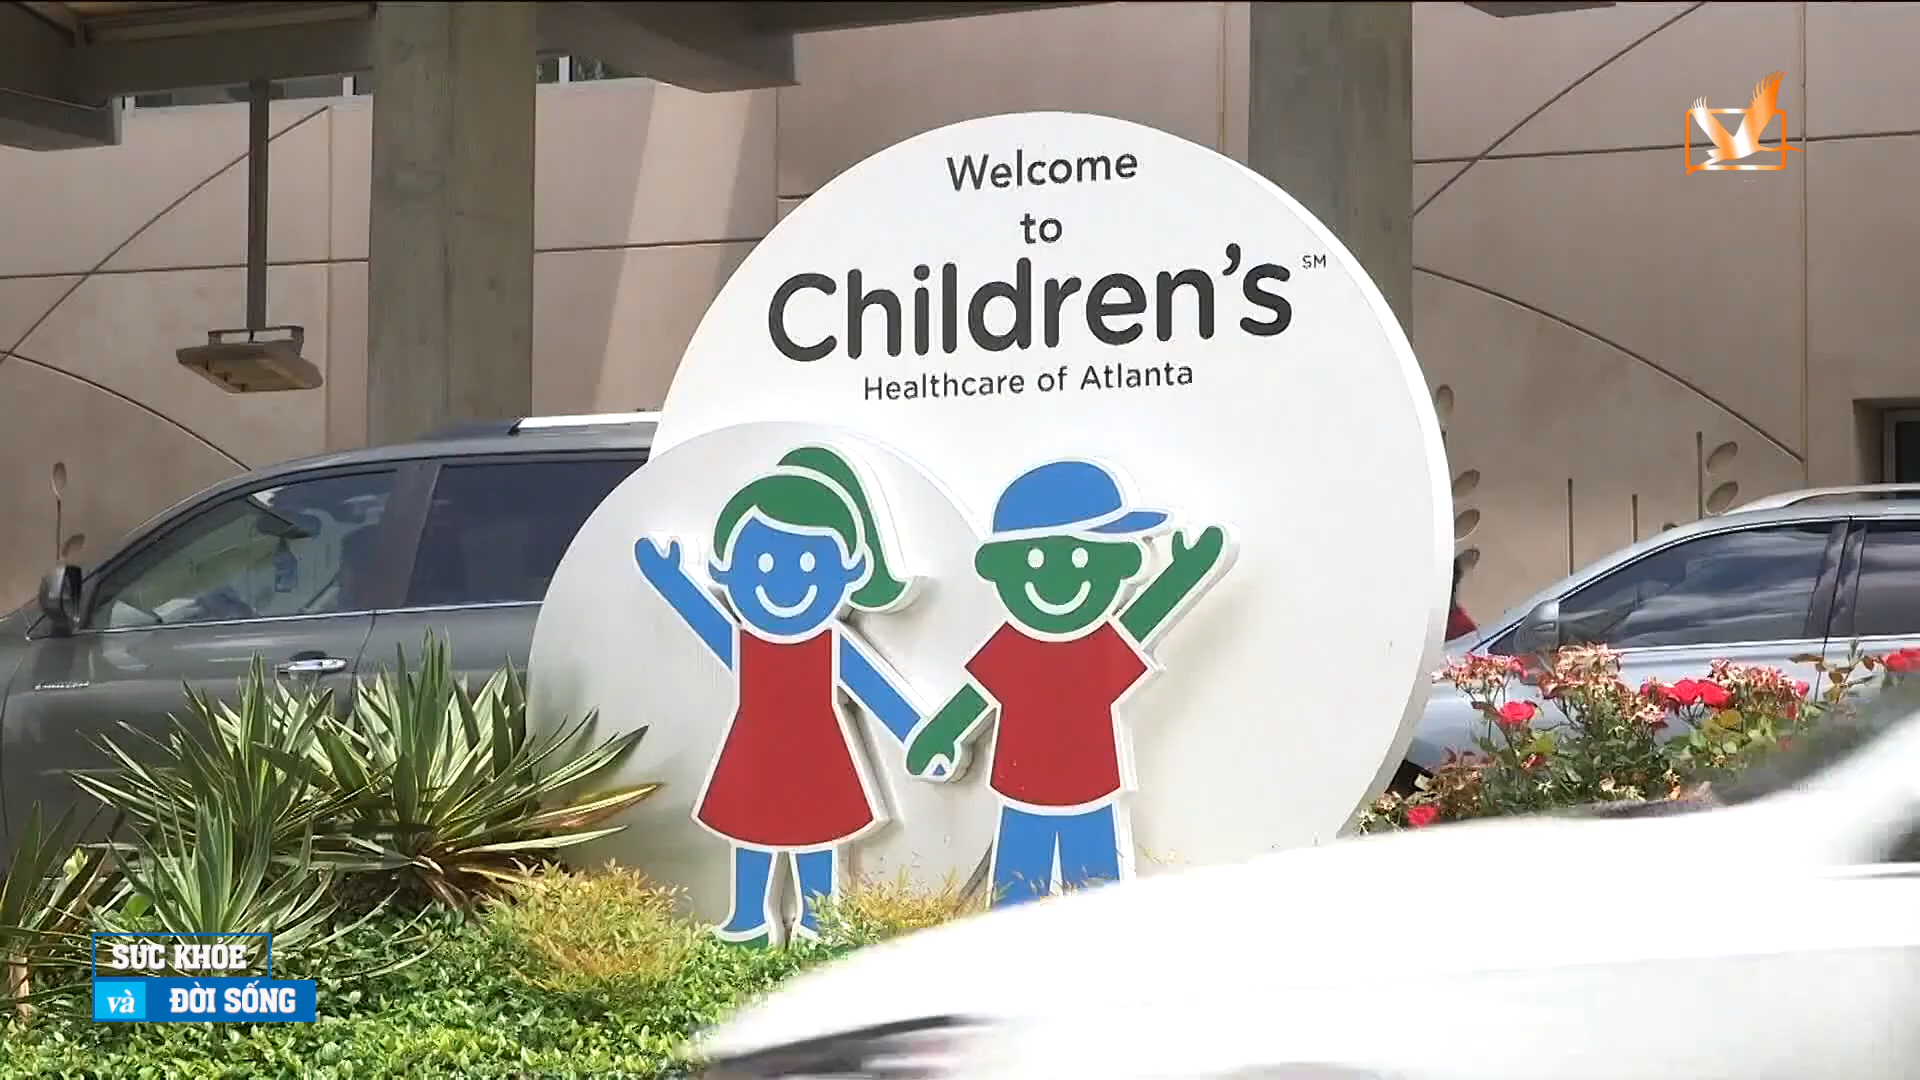 Welcome
to
Children's SM
Healthcare of Atlanta
SỨC KHỎE
và ĐỜI SỐNG